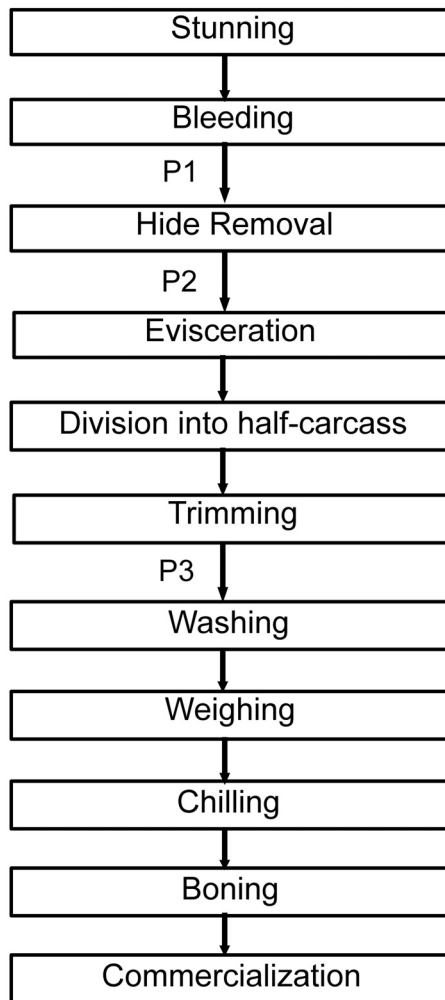 Stunning
Bleeding
P1
Hide Removal
P2
Evisceration
Division into half-carcass
Trimming
P3
Washing
Weighing
Chilling
Boning
Commercialization